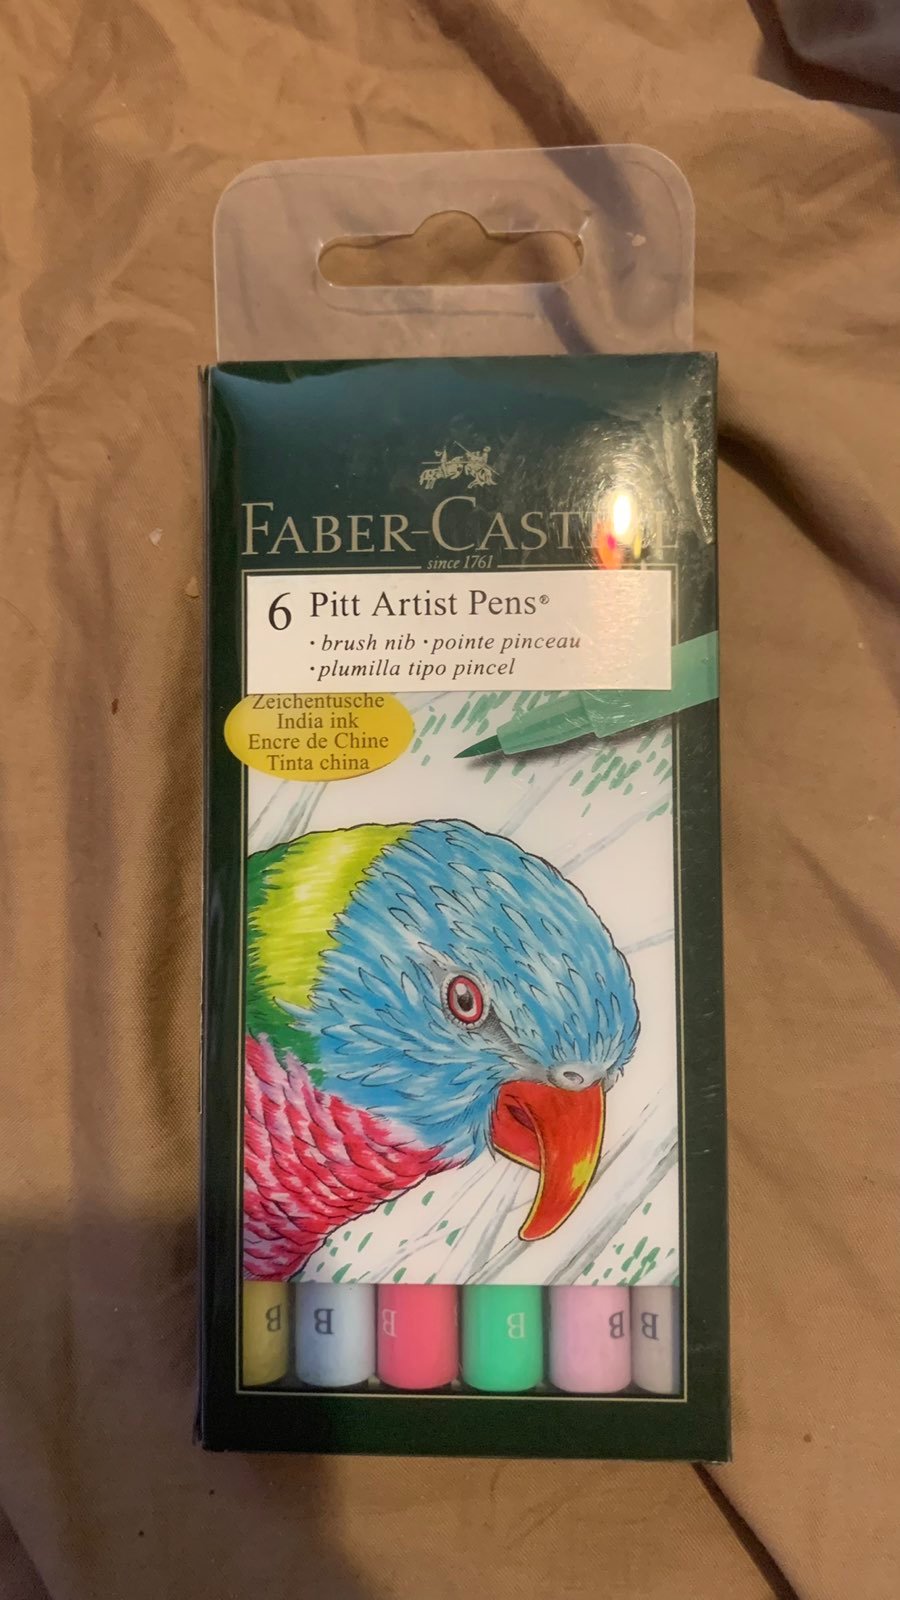 FABER-CASTELL
since 1761
6 Pitt Artist Pens®
· brush nib · pointe pinceau
· plumilla tipo pincel
Zeichentusche
India ink
Encre de Chine
Tinta china
B B B B B B